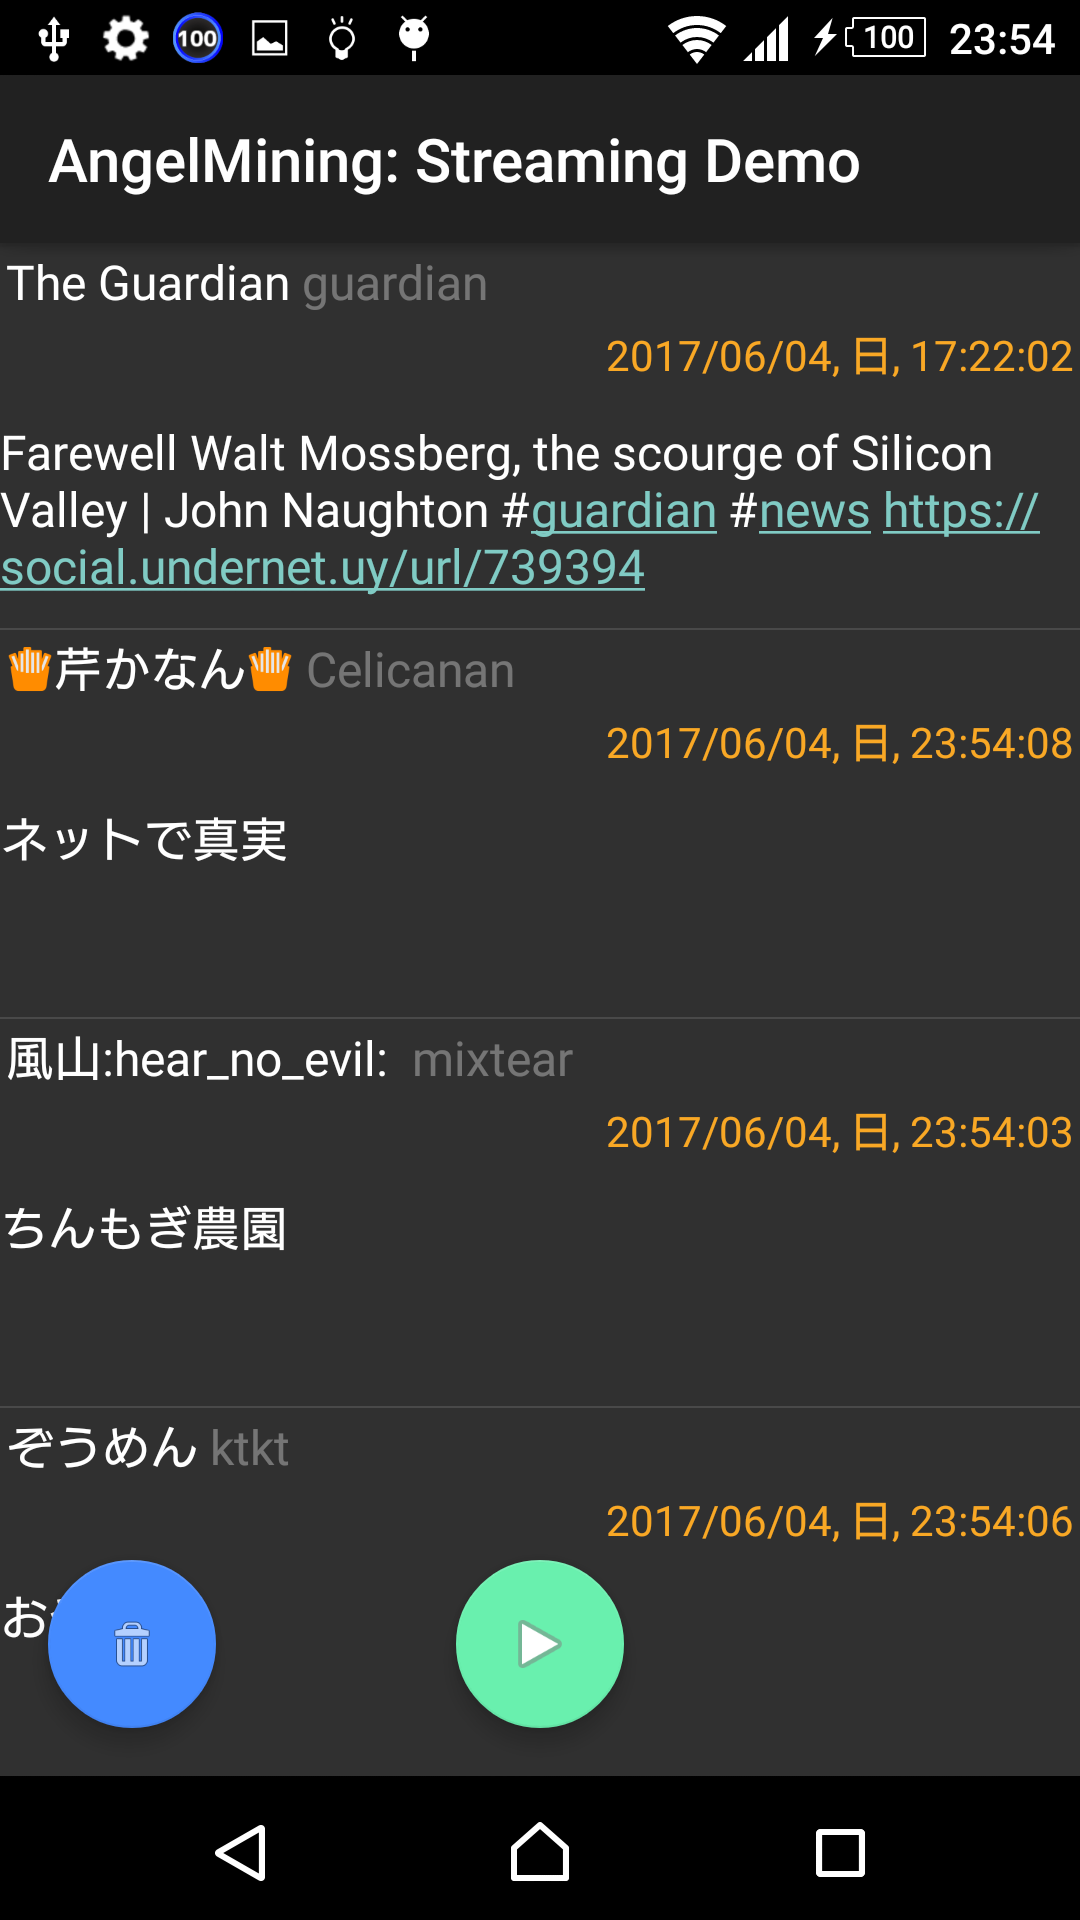 100 100 23:54
AngelMining: Streaming Demo
The Guardian guardian
2017/06/04, 日, 17:22:02
Farewell Walt Mossberg, the scourge of Silicon
Valley | John Naughton #guardian #news https://
social.undernet.uy/url/739394
芹かなん Celicanan
2017/06/04, 日, 23:54:08
ネットで真実
風山:hear_no_evil: mixtear
2017/06/04, 日, 23:54:03
ちんもぎ農園
ぞうめん ktkt
2017/06/04, 日, 23:54:06
お